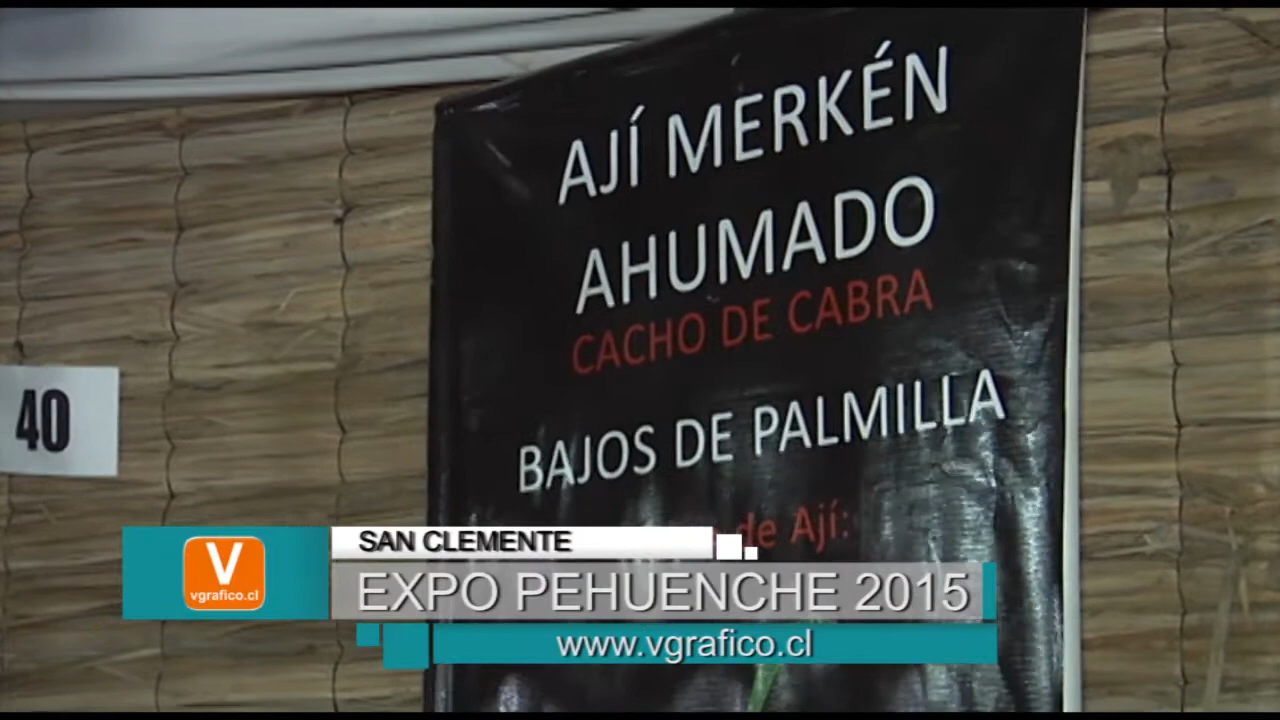 AJÍ MERKÉN
AHUMADO
CACHO DE CABRA
BAJOS DE PALMILLA
de Ají:
40
SAN CLEMENTE
EXPO PEHUENCHE 2015
V
vgrafico.cl
www.vgrafico.cl